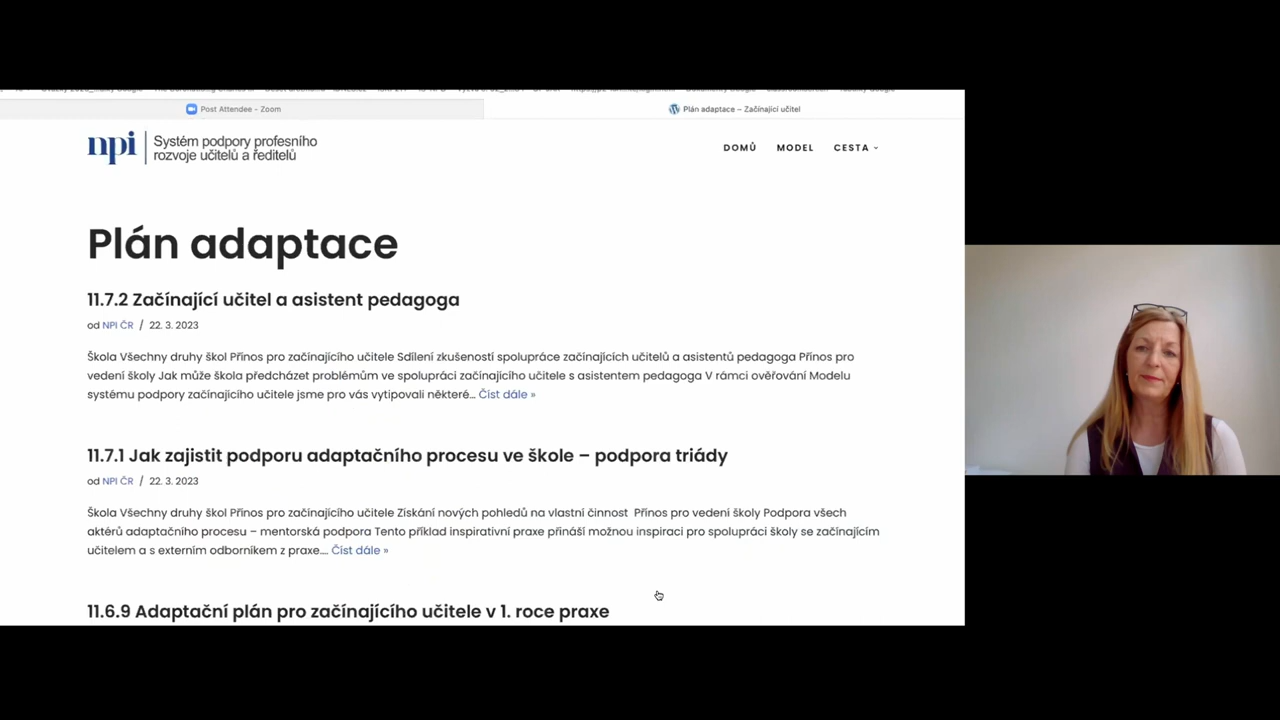 Post Attendee - Zoom
Plán adaptace – Začínající učitel
npi
Systém podpory profesního
rozvoje učitelů a ředitelů
DOMŮ MODEL CESTA
Plán adaptace
11.7.2 Začínající učitel a asistent pedagoga
od NPI ČR / 22. 3. 2023
Škola Všechny druhy škol Přínos pro začínajícího učitele Sdílení zkušeností spolupráce začínajících učitelů a asistentů pedagoga Přínos pro
vedení školy Jak může škola předcházet problémům ve spolupráci začínajícího učitele s asistentem pedagoga V rámci ověřování Modelu
systému podpory začínajícího učitele jsme pro vás vytipovali některé… Číst dále »
11.7.1 Jak zajistit podporu adaptačního procesu ve škole – podpora triády
od NPI ČR / 22. 3. 2023
Škola Všechny druhy škol Přínos pro začínajícího učitele Získání nových pohledů na vlastní činnost Přínos pro vedení školy Podpora všech
aktérů adaptačního procesu – mentorská podpora Tento příklad inspirativní praxe přináší možnou inspiraci pro spolupráci školy se začínajícím
učitelem a s externím odborníkem z praxe.… Číst dále »
11.6.9 Adaptační plán pro začínajícího učitele v 1. roce praxe